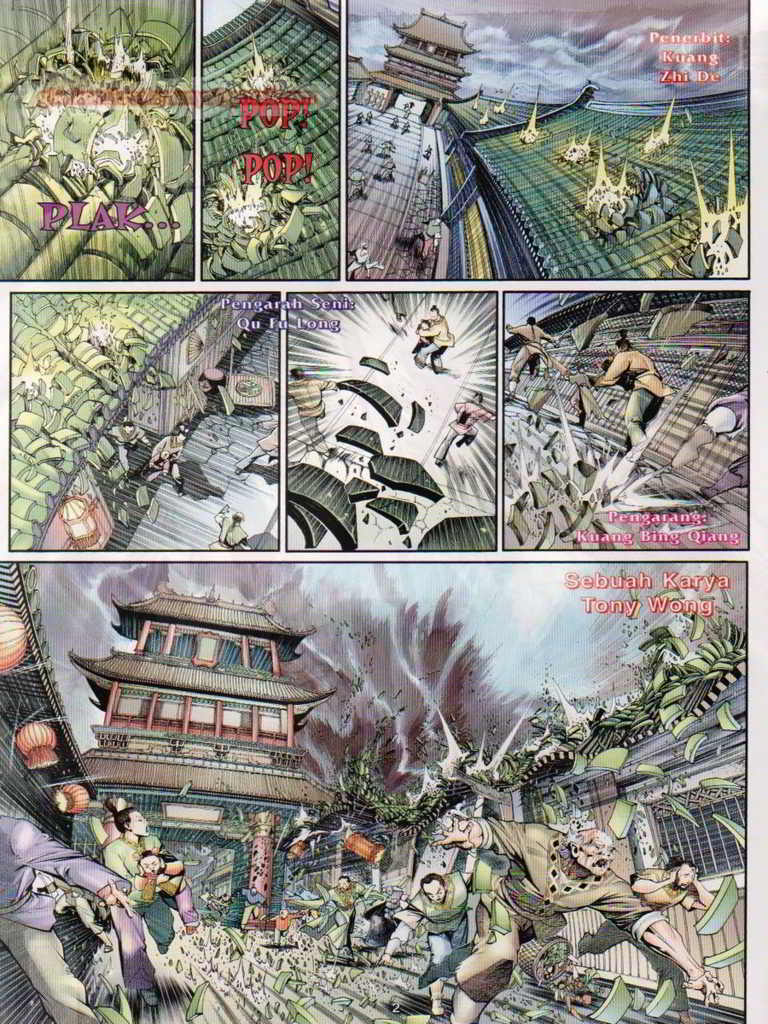 PLAK...
POP!
POP!
Penerbit:
Kuang
Zhi De
Pengarah Seni:
Qu Fu Long
Pengarang:
Kuang Bing Qiang
Sebuah Karya
Tony Wong
2